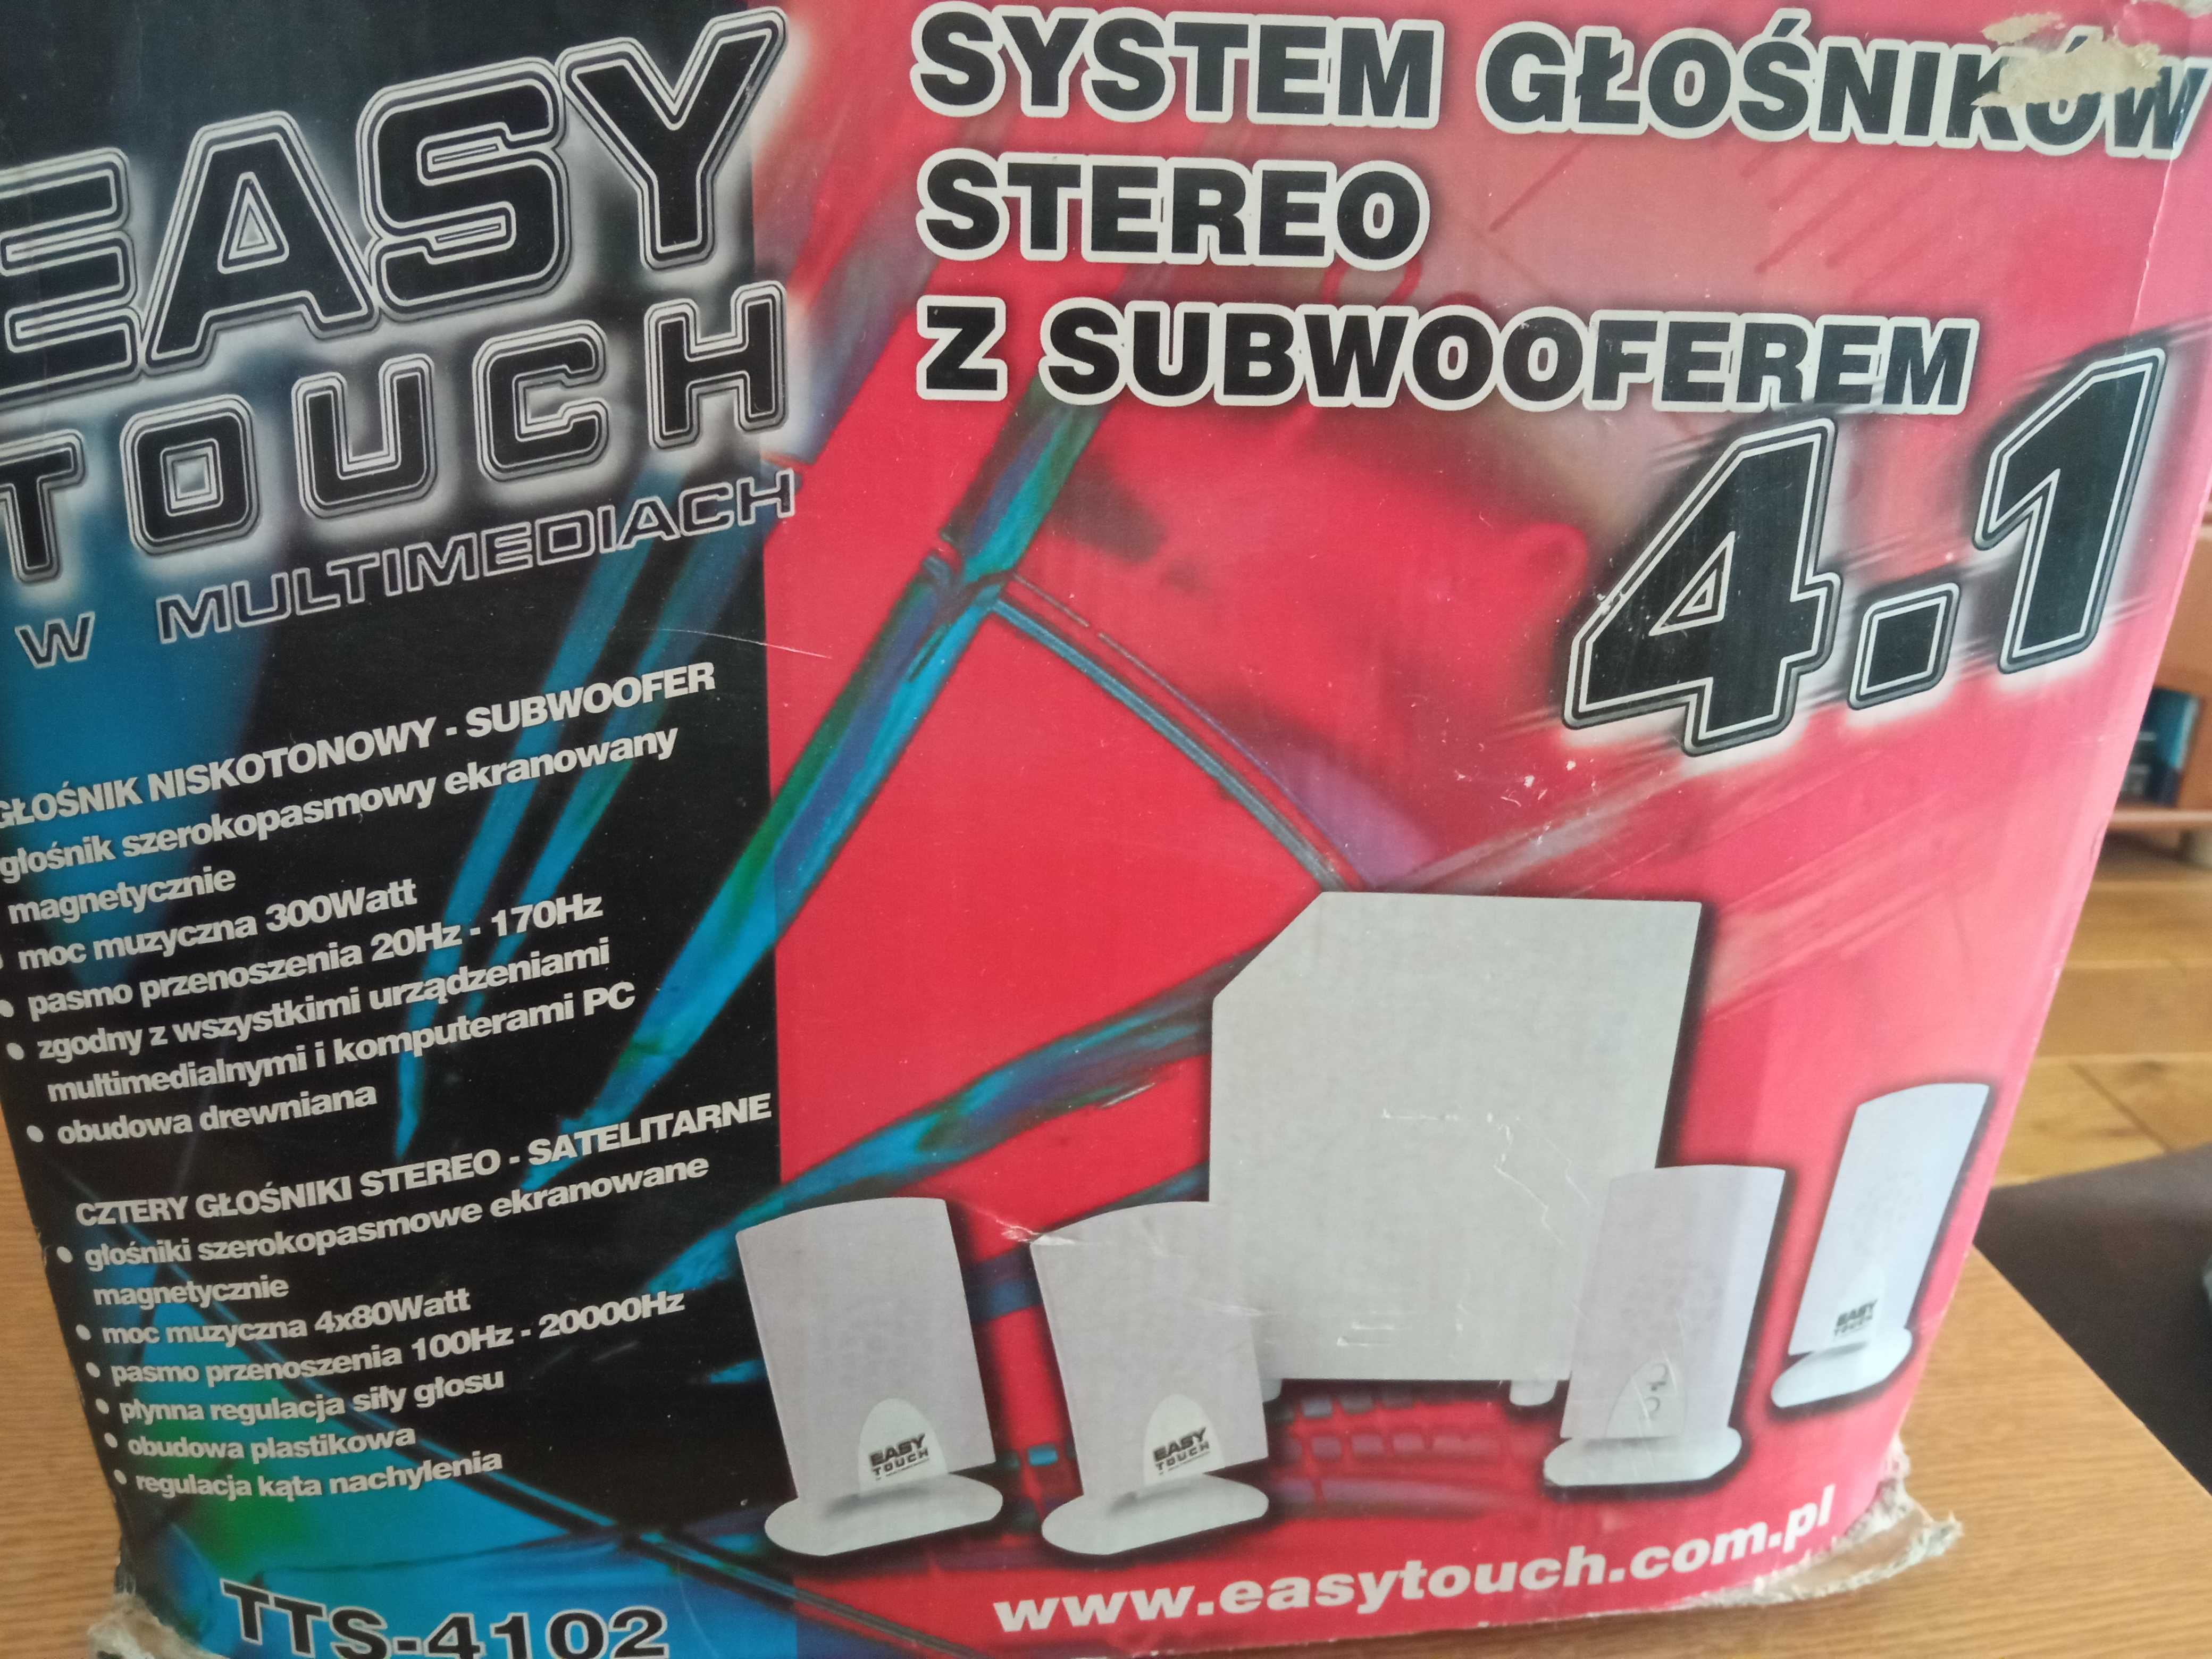 EASY
TOUCH
W MULTIMEDIACH
SYSTEM GŁOŚNIKÓW
STEREO
Z SUBWOOFEREM
4.1
GŁOŚNIK NISKOTONOWY - SUBWOOFER
głośnik szerokopasmowy ekranowany
magnetycznie
• moc muzyczna 300Watt
• pasmo przenoszenia 20Hz - 170Hz
• zgodny z wszystkimi urządzeniami
multimedialnymi i komputerami PC
• obudowa drewniana
CZTERY GŁOŚNIKI STEREO - SATELITARNE
• głośniki szerokopasmowe ekranowane
magnetycznie
• moc muzyczna 4x80Watt
• pasmo przenoszenia 100Hz - 20000Hz
• płynna regulacja siły głosu
• obudowa plastikowa
• regulacja kąta nachylenia
TTS-4102
EASY
TOUCH
EASY
TOUCH
EASY
TOUCH
www.easytouch.com.pl